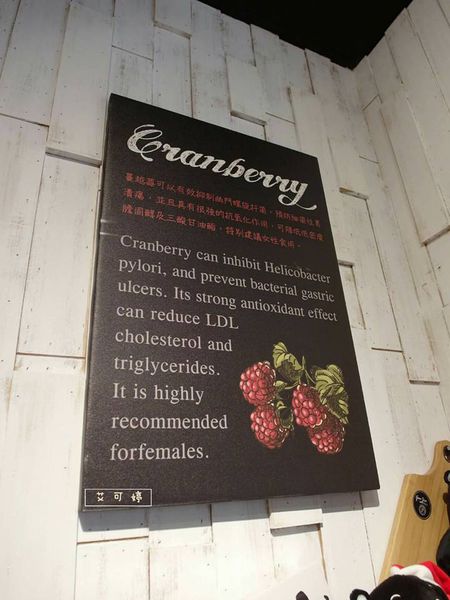 Cranberry
蔓越莓可以有效抑制幽門螺旋杆菌，預防細菌性胃
潰瘍，並且具有很強的抗氧化作用，可降低低密度
膽固醇及三酸甘油酯，特別建議女性食用。
Cranberry can inhibit Helicobacter
pylori, and prevent bacterial gastric
ulcers. Its strong antioxidant effect
can reduce LDL
cholesterol and
triglycerides.
It is highly
recommended
forfemales.
艾可婷